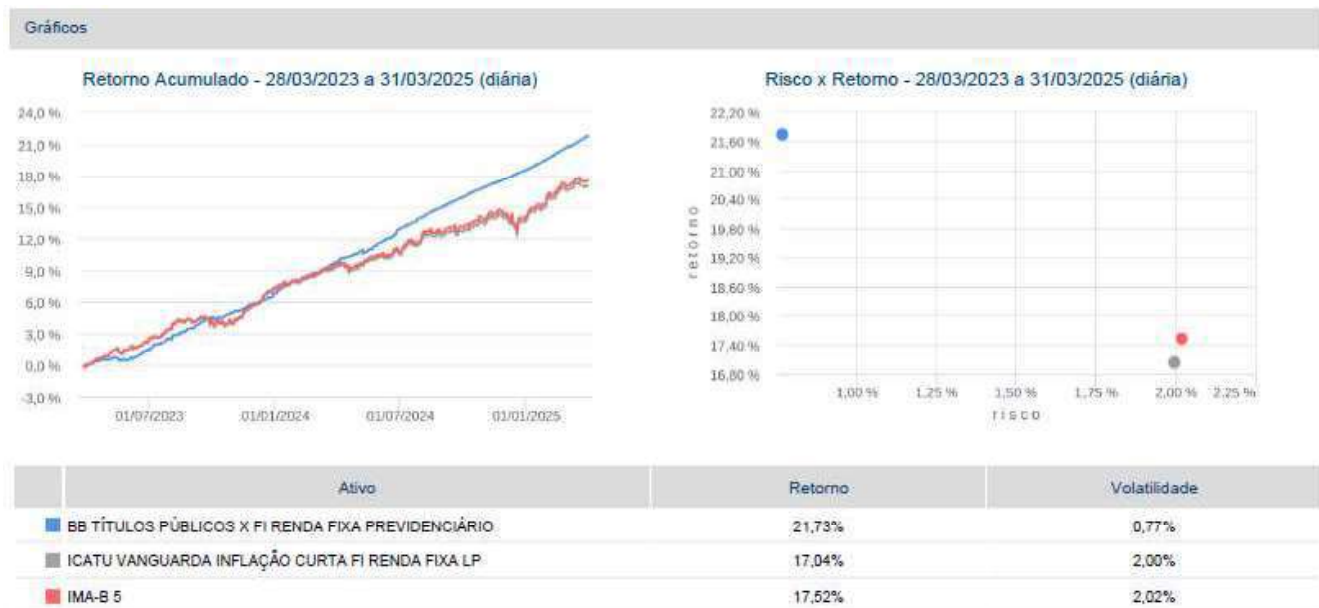 Gráficos
Retorno Acumulado - 28/03/2023 a 31/03/2025 (diária)
24,0 %
21,0 %
18,0 %
15,0 %
12,0 %
9,0 %
6,0 %
3,0 %
0,0 %
-3,0 %
01/07/2023 01/01/2024 01/07/2024 01/01/2025
Risco x Retorno - 28/03/2023 a 31/03/2025 (diária)
retorno
22,20 %
21,60 %
21,00 %
20,40 %
19,80 %
19,20 %
18,60 %
18,00 %
17,40 %
16,80 %
1,00 % 1,25 % 1,50 % 1,75 % 2,00 % 2,25 %
risco
Ativo Retorno Volatilidade
BB TÍTULOS PÚBLICOS X FI RENDA FIXA PREVIDENCIÁRIO 21,73% 0,77%
ICATU VANGUARDA INFLAÇÃO CURTA FI RENDA FIXA LP 17,04% 2,00%
IMA-B 5 17,52% 2,02%